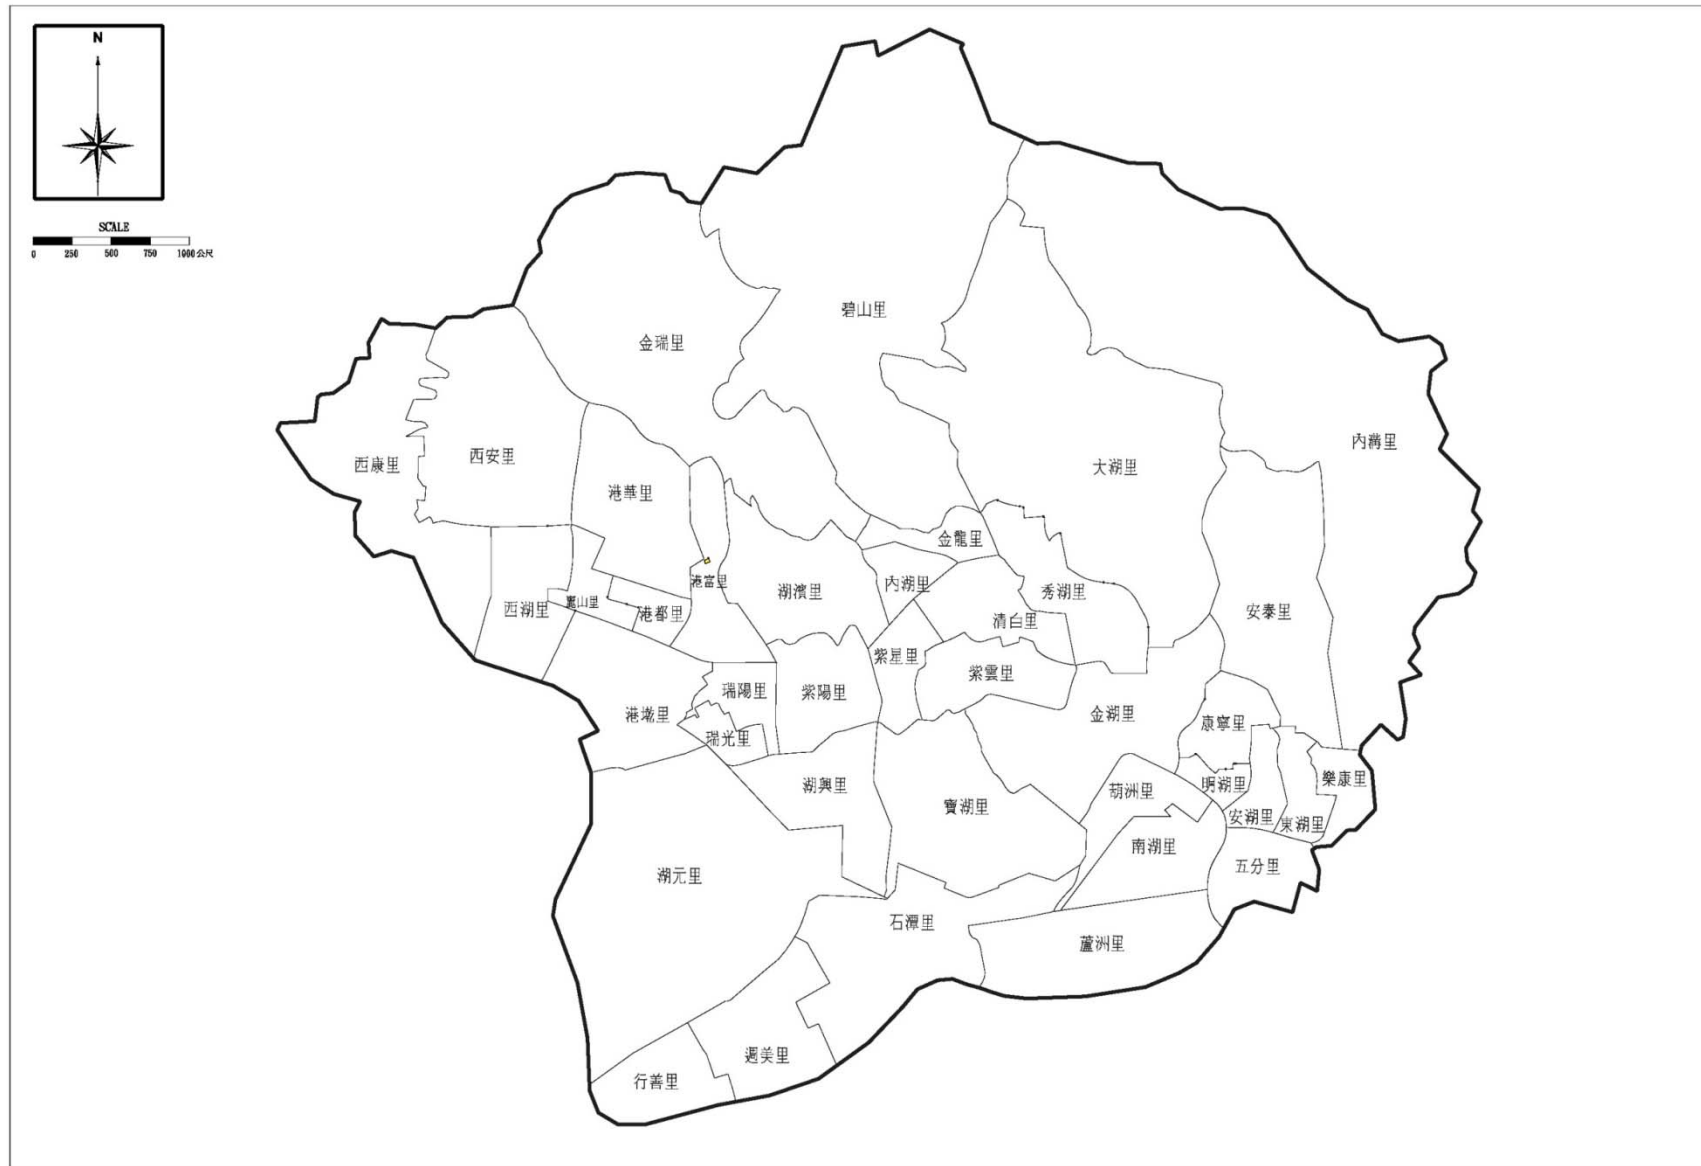 N
SCALE
0 250 500 750 1000公尺
碧山里
金瑞里
內溝里
西安里
西康里
大湖里
港華里
金龍里
港富里
內湖里
湖濱里
秀湖里
麗山里
西湖里
港都里
安泰里
清白里
紫星里
紫雲里
瑞陽里
紫陽里
港墘里
金湖里
康寧里
瑞光里
樂康里
明湖里
湖興里
葫洲里
寶湖里
安湖里
東湖里
南湖里
五分里
湖元里
石潭里
蘆洲里
週美里
行善里